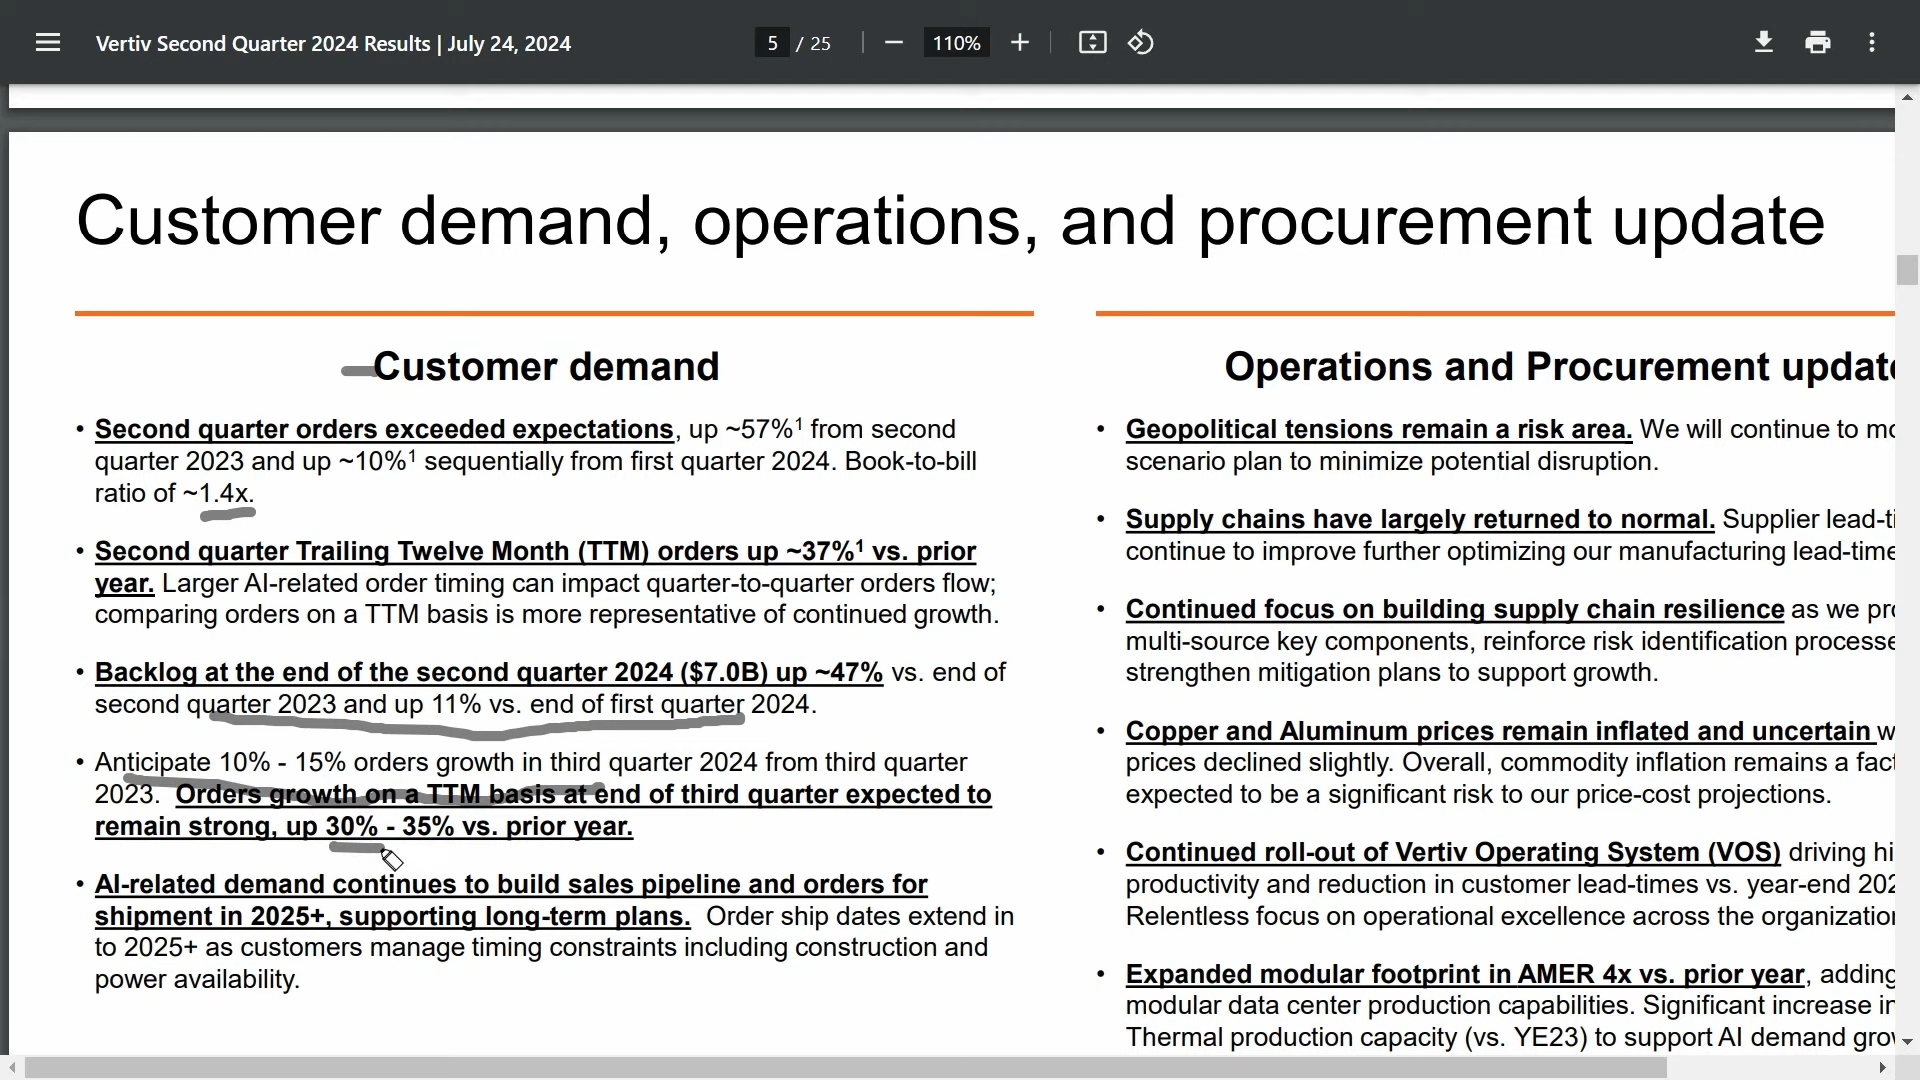 Vertiv Second Quarter 2024 Results | July 24, 2024
5 / 25
110%
Customer demand, operations, and procurement update
Customer demand
• Second quarter orders exceeded expectations, up ~57%¹ from second
quarter 2023 and up ~10%¹ sequentially from first quarter 2024. Book-to-bill
ratio of ~1.4x.
• Second quarter Trailing Twelve Month (TTM) orders up ~37%¹ vs. prior
year. Larger AI-related order timing can impact quarter-to-quarter orders flow;
comparing orders on a TTM basis is more representative of continued growth.
• Backlog at the end of the second quarter 2024 ($7.0B) up ~47% vs. end of
second quarter 2023 and up 11% vs. end of first quarter 2024.
• Anticipate 10% - 15% orders growth in third quarter 2024 from third quarter
2023. Orders growth on a TTM basis at end of third quarter expected to
remain strong, up 30% - 35% vs. prior year.
• AI-related demand continues to build sales pipeline and orders for
shipment in 2025+, supporting long-term plans. Order ship dates extend in
to 2025+ as customers manage timing constraints including construction and
power availability.
Operations and Procurement update
• Geopolitical tensions remain a risk area. We will continue to
scenario plan to minimize potential disruption.
• Supply chains have largely returned to normal. Supplier
continue to improve further optimizing our manufacturing
• Continued focus on building supply chain resilience as we
multi-source key components, reinforce risk identification
strengthen mitigation plans to support growth.
• Copper and Aluminum prices remain inflated and uncertain
prices declined slightly. Overall, commodity inflation remains a
expected to be a significant risk to our price-cost projections.
• Continued roll-out of Vertiv Operating System (VOS) driving
productivity and reduction in customer lead-times vs. year-end
Relentless focus on operational excellence across the
• Expanded modular footprint in AMER 4x vs. prior year, adding
modular data center production capabilities. Significant increase
Thermal production capacity (vs. YE23) to support AI demand